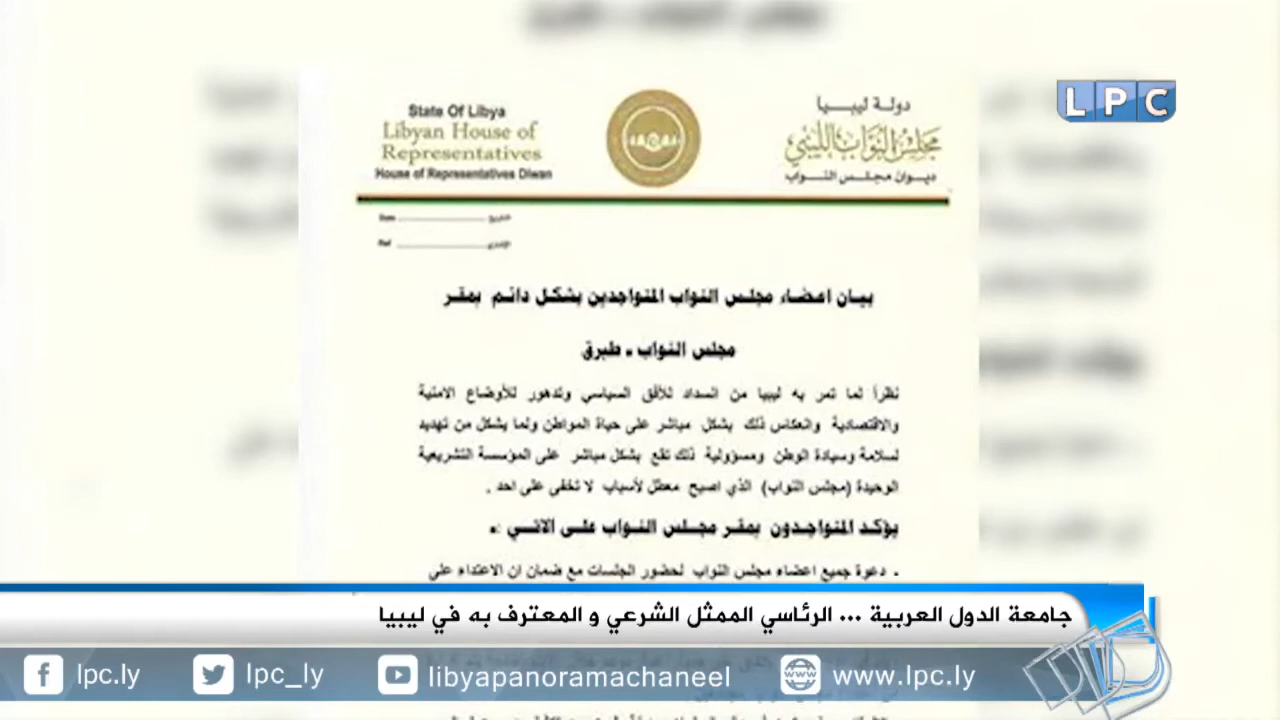 LPC
State Of Libya
Libyan House of
Representatives
House of Representatives Diwan
دولة ليبيا
مجلس النواب الليبي
ديوان مجلس النواب
Date
التاريخ
Ref
بيان اعضاء مجلس النواب المتواجدين بشكل دائم بمقر
مجلس النواب - طبرق
نظراً لما تمر به ليبيا من انسداد للأفق السياسي وتدهور للأوضاع الامنية
والاقتصادية وانعكاس ذلك بشكل مباشر على حياة المواطن ولما يشكل من تهديد
لسلامة وسيادة الوطن ومسؤولية ذلك تقع بشكل مباشر على المؤسسة التشريعية
الوحيدة (مجلس النواب) الذي اصبح معطل لأسباب لا تخفى على احد .
يؤكد المتواجدون بمقر مجلس النواب على الاتي :-
- دعوة جميع اعضاء مجلس النواب لحضور الجلسات مع ضمان ان الاعتداء على
جامعة الدول العربية ... الرئاسي الممثل الشرعي و المعترف به في ليبيا
lpc.ly
lpc_ly
libyapanoramachaneel
www.lpc.ly